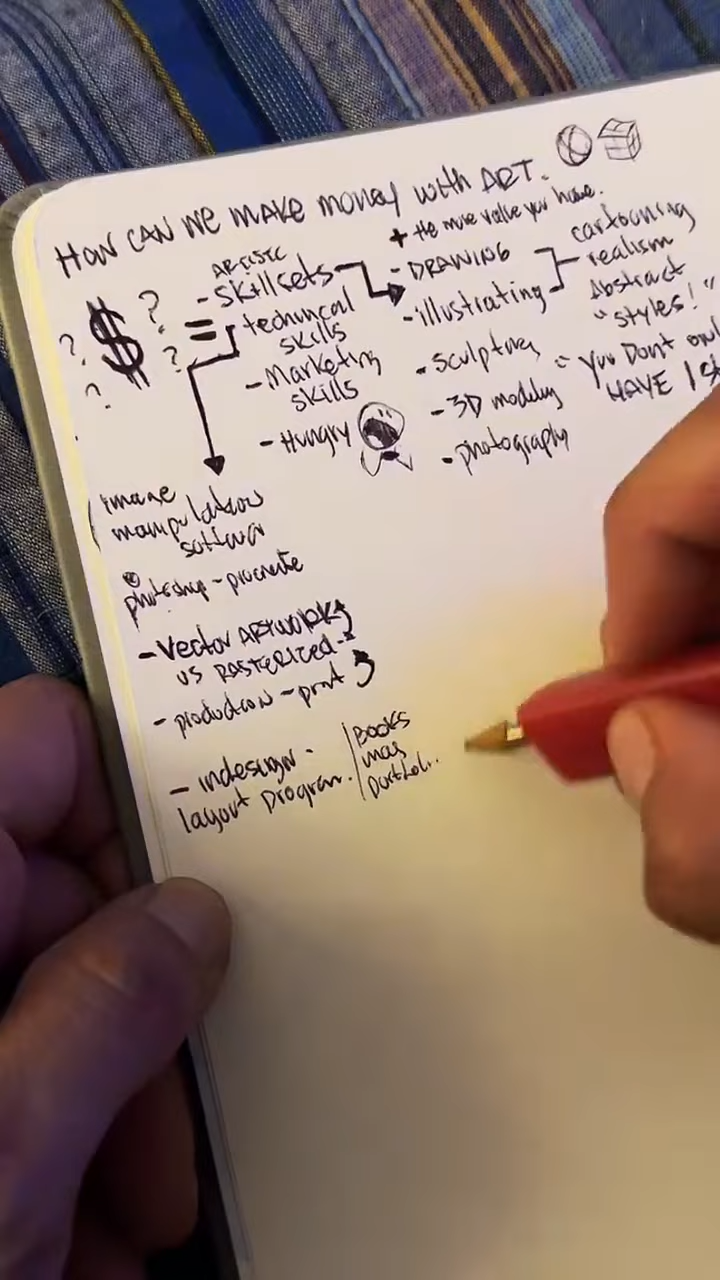 HOW CAN WE MAKE MONEY WITH ART.
+ the more value you have.
$
? ? ? ?
=
ARTISTIC
- SKILLSETS
technical
skills
- Marketing
skills
- Hungry
- DRAWING
- illustrating
- sculpting
- 3D modeling
- photography
cartooning
realism
Abstract
"styles!"
- You DONT only
HAVE 1
image
manipulation
software
photoshop - procreate
- Vector ARTWORK
VS RASTERIZED -
- production - print
- indesign -
layout program.
BOOKS
mag